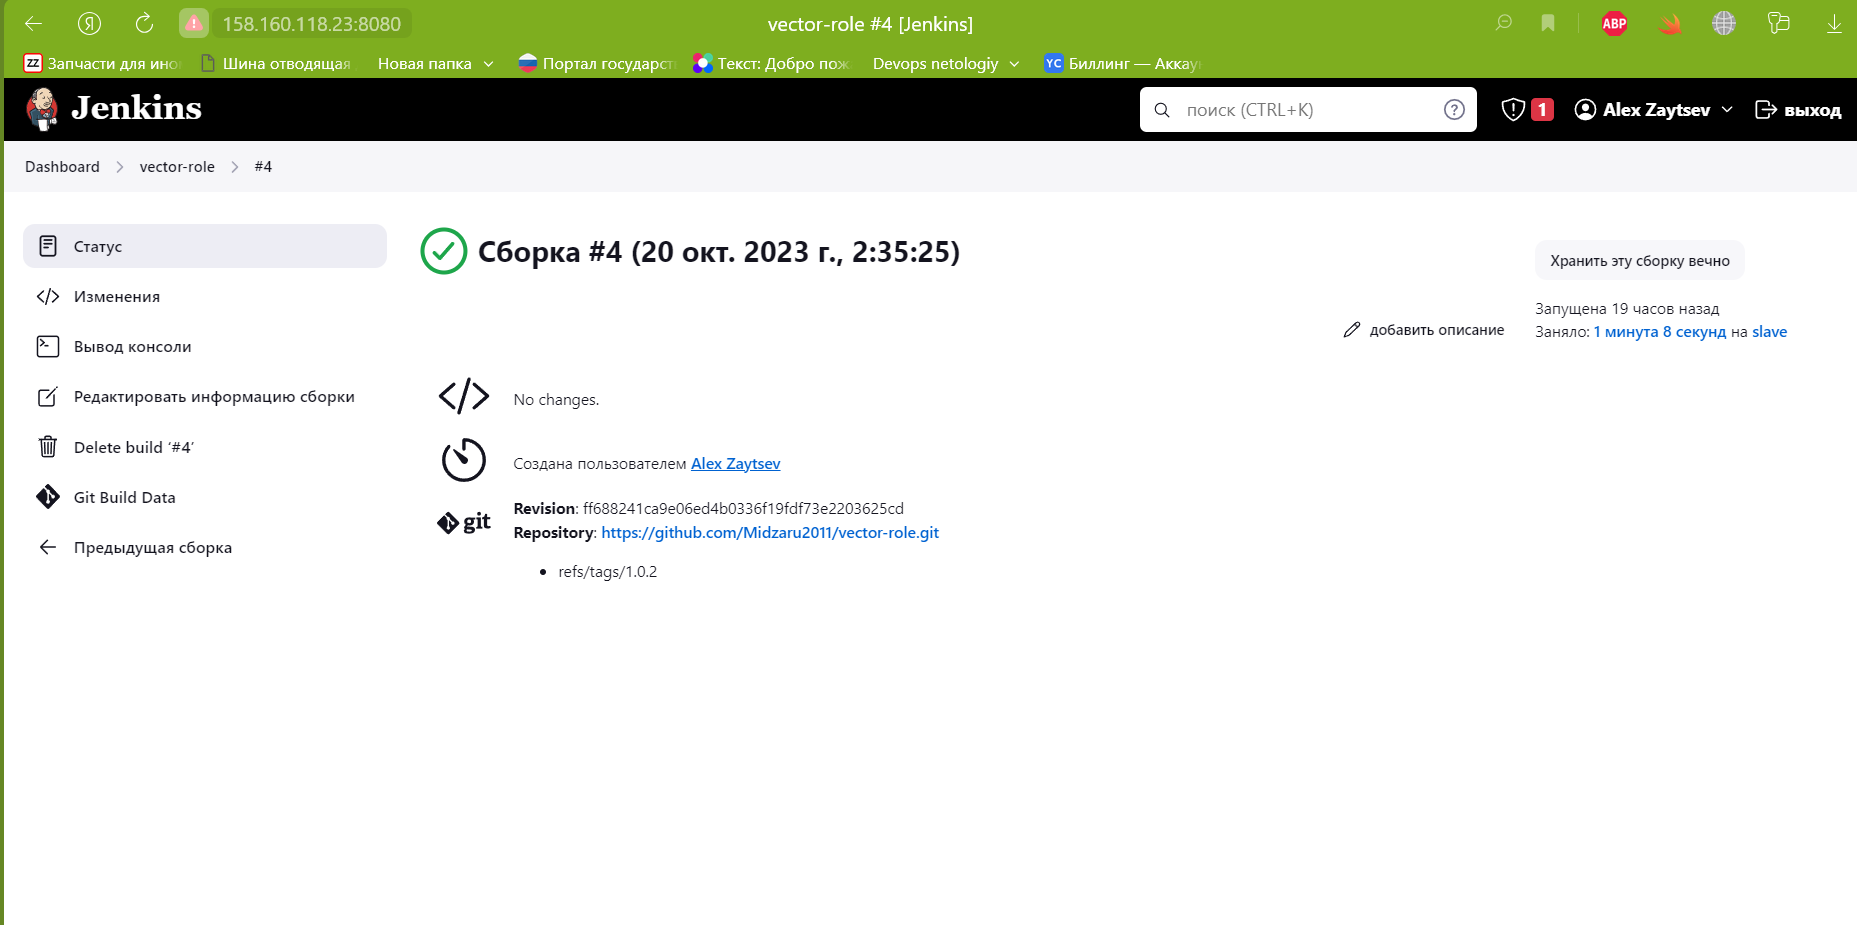 158.160.118.23:8080
vector-role #4 [Jenkins]
ABP
ZZ Запчасти для ино
Шина отводящая
Новая папка
Портал государст
Текст: Добро пож
Devops netologiy
YC Биллинг — Аккау
Jenkins
поиск (CTRL+K)
?
1
Alex Zaytsev
выход
Dashboard
vector-role
#4
Статус
Изменения
Вывод консоли
Редактировать информацию сборки
Delete build ‘#4’
Git Build Data
Предыдущая сборка
Сборка #4 (20 окт. 2023 г., 2:35:25)
Хранить эту сборку вечно
добавить описание
Запущена 19 часов назад
Заняло: 1 минута 8 секунд на slave
No changes.
Создана пользователем Alex Zaytsev
git
Revision: ff688241ca9e06ed4b0336f19fdf73e2203625cd
Repository: https://github.com/Midzaru2011/vector-role.git
• refs/tags/1.0.2